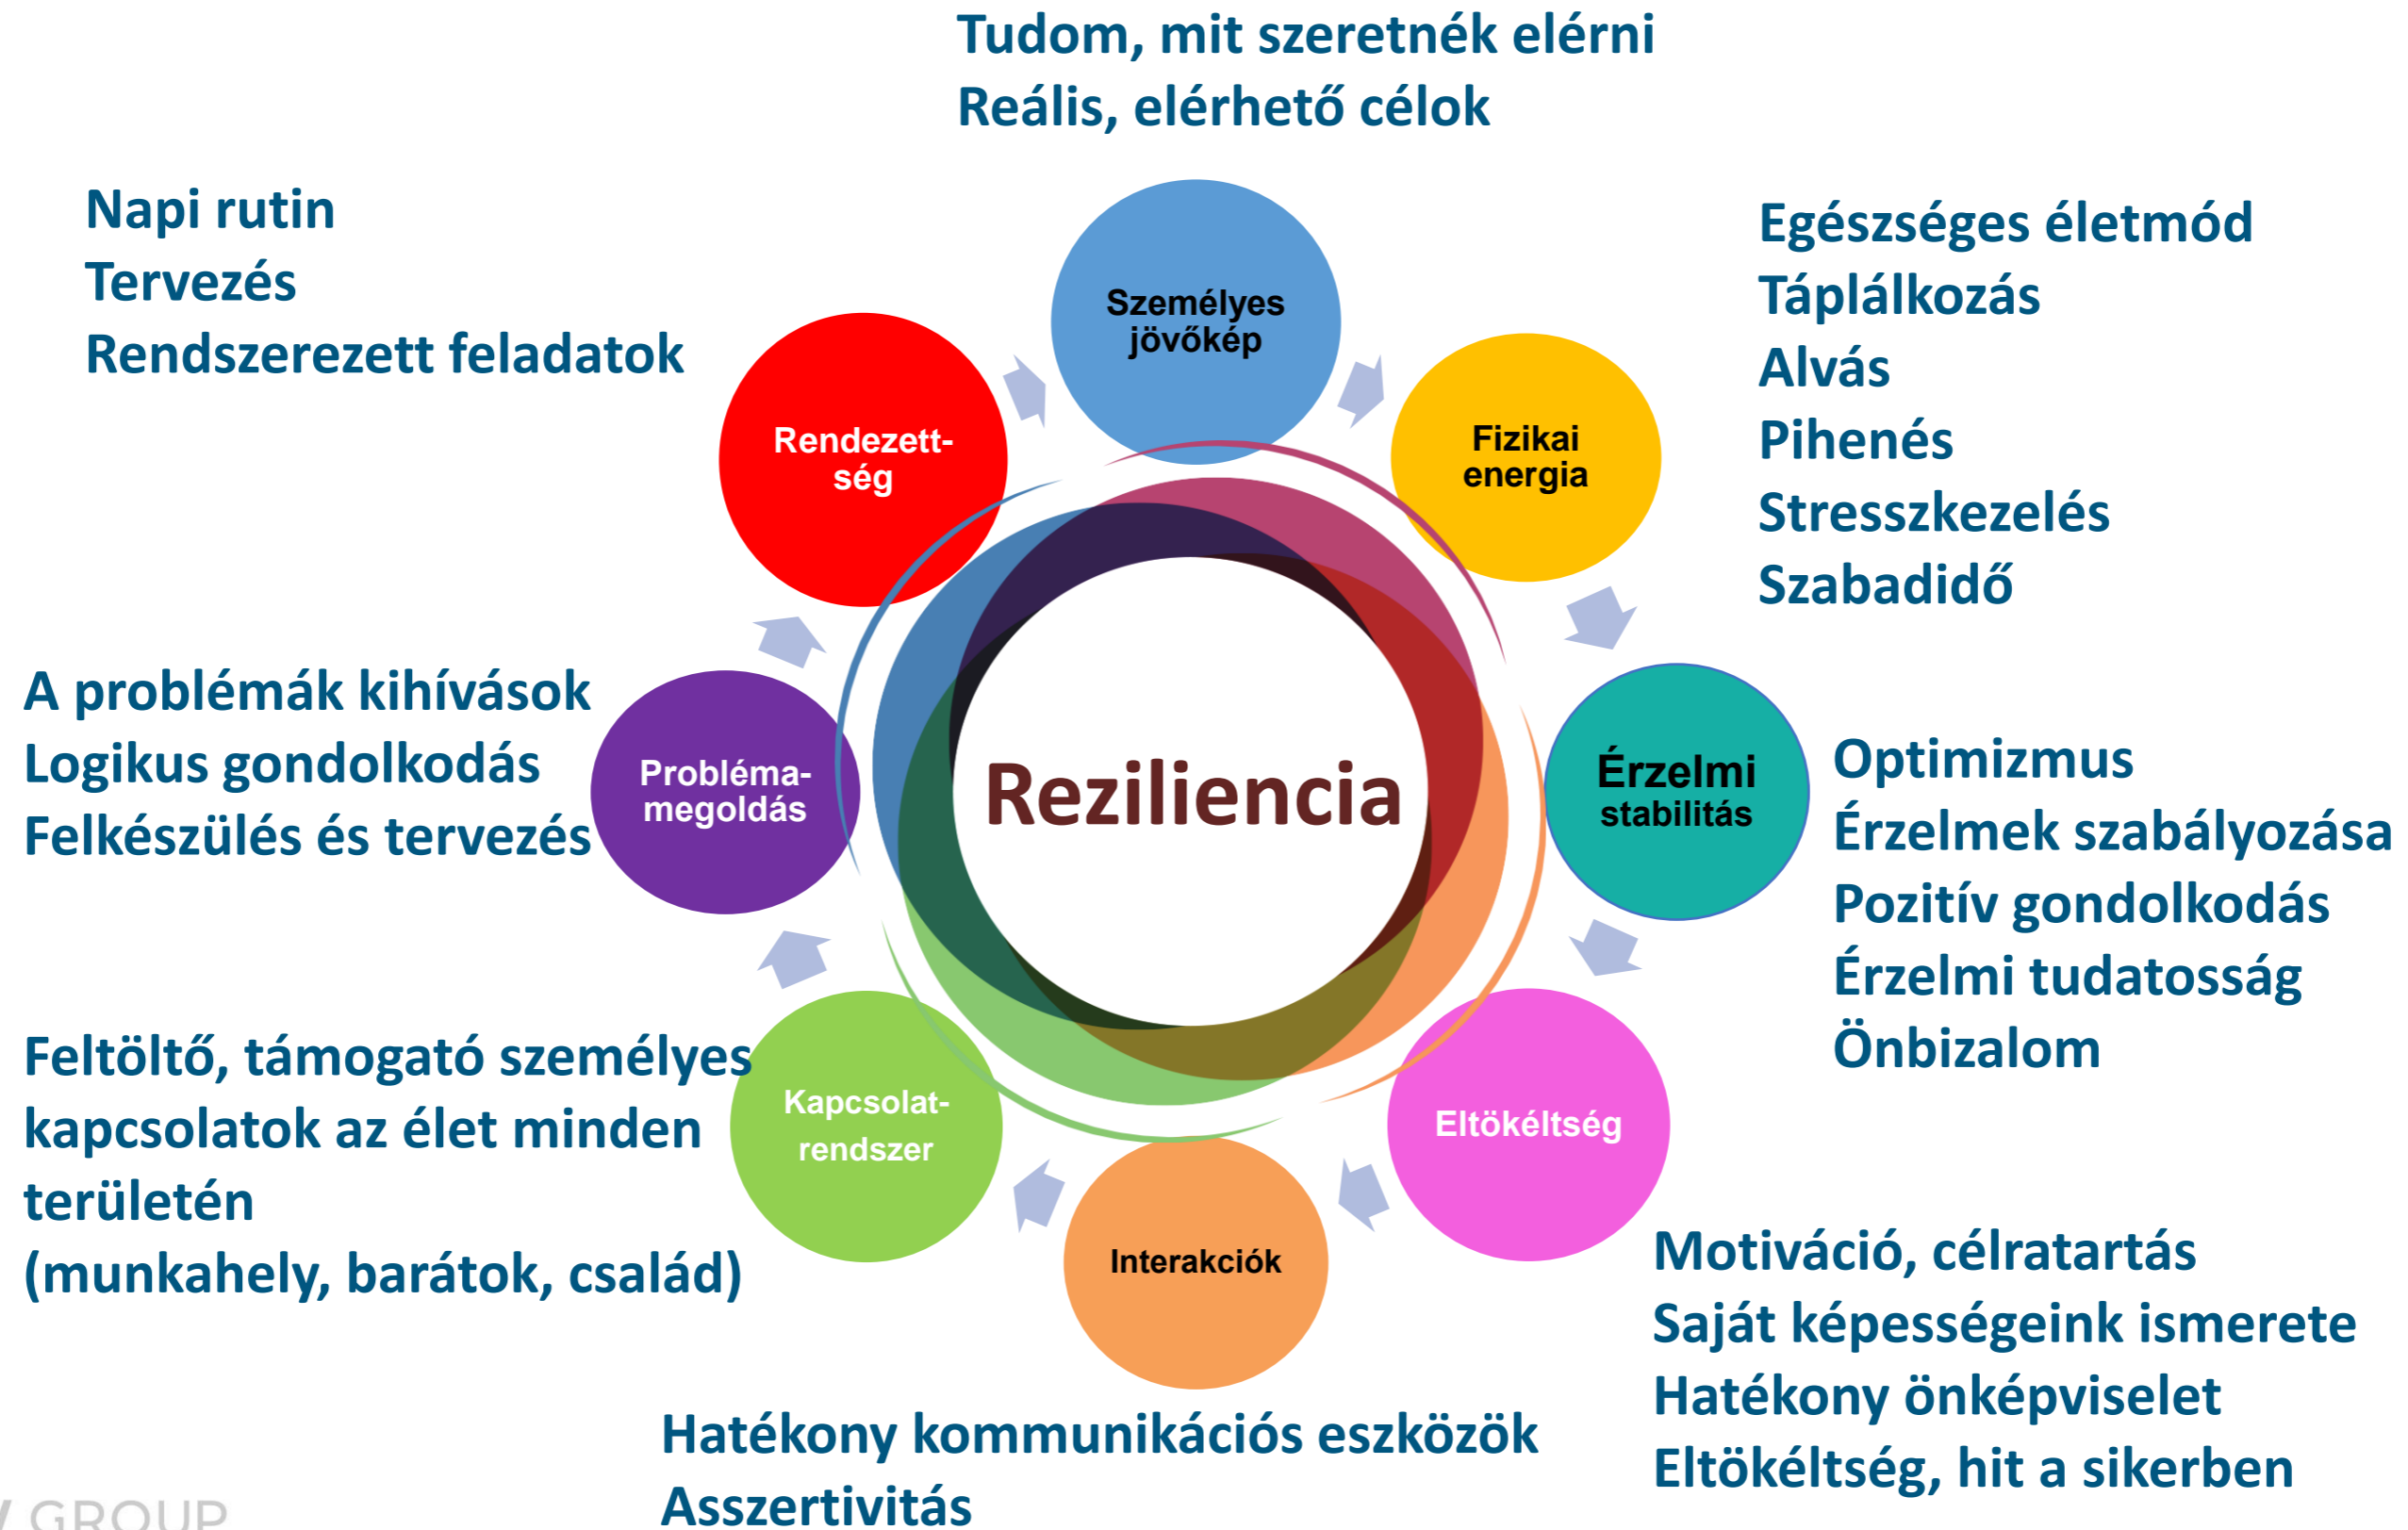 Tudom, mit szeretnék elérni
Reális, elérhető célok
Személyes
jövőkép
Egészséges életmód
Táplálkozás
Alvás
Pihenés
Stresszkezelés
Szabadidő
Fizikai
energia
Érzelmi
stabilitás
Optimizmus
Érzelmek szabályozása
Pozitív gondolkodás
Érzelmi tudatosság
Önbizalom
Eltökéltség
Motiváció, célratartás
Saját képességeink ismerete
Hatékony önképviselet
Eltökéltség, hit a sikerben
Interakciók
Hatékony kommunikációs eszközök
Asszertivitás
Kapcsolat-
rendszer
Feltöltő, támogató személyes
kapcsolatok az élet minden
területén
(munkahely, barátok, család)
Probléma-
megoldás
A problémák kihívások
Logikus gondolkodás
Felkészülés és tervezés
Rendezett-
ség
Napi rutin
Tervezés
Rendszerezett feladatok
Reziliencia
GROUP